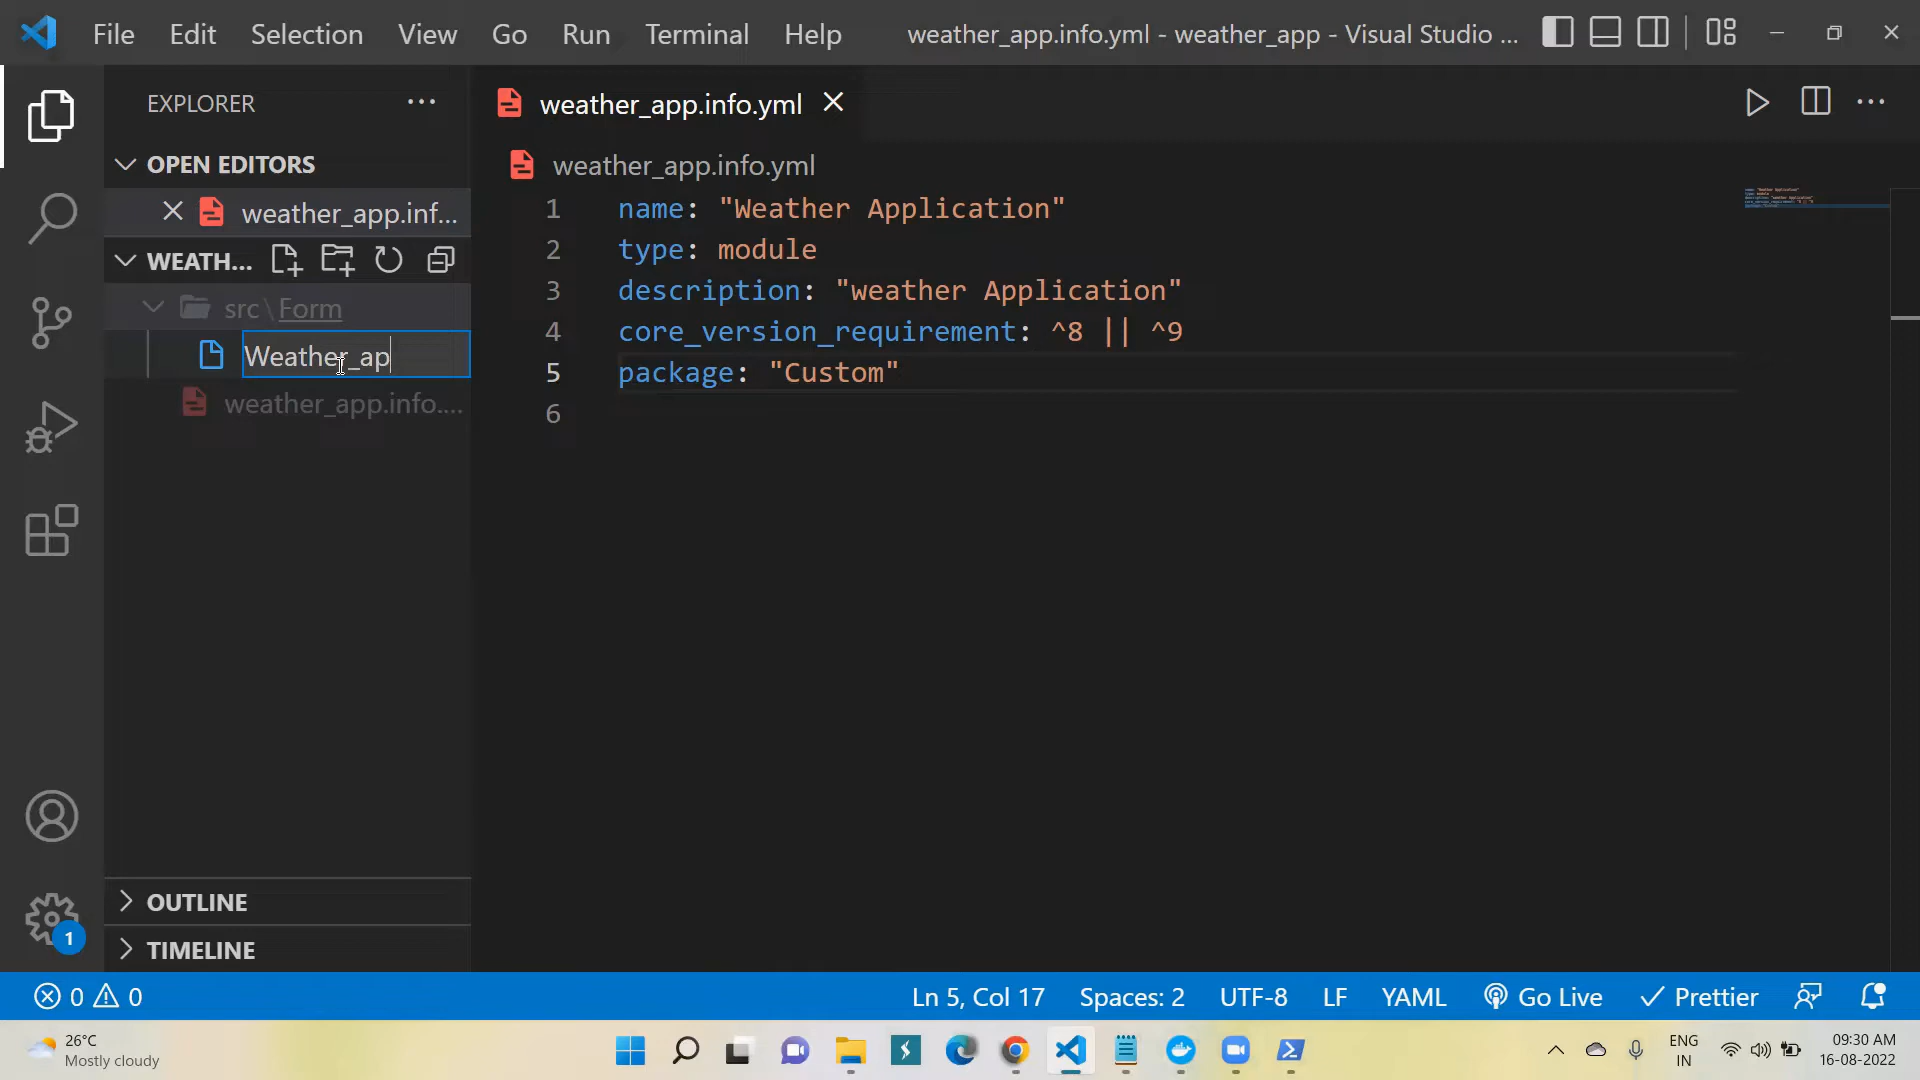 File Edit Selection View Go Run Terminal Help weather_app.info.yml - weather_app - Visual Studio ...
EXPLORER
OPEN EDITORS
weather_app.inf...
WEATH...
src\Form
Weather_ap
weather_app.info....
OUTLINE
TIMELINE
weather_app.info.yml
weather_app.info.yml
1 name: "Weather Application"
2 type: module
3 description: "weather Application"
4 core_version_requirement: ^8 || ^9
5 package: "Custom"
6
1
0 0 Ln 5, Col 17 Spaces: 2 UTF-8 LF YAML Go Live Prettier
26°C
Mostly cloudy
ENG
IN
09:30 AM
16-08-2022